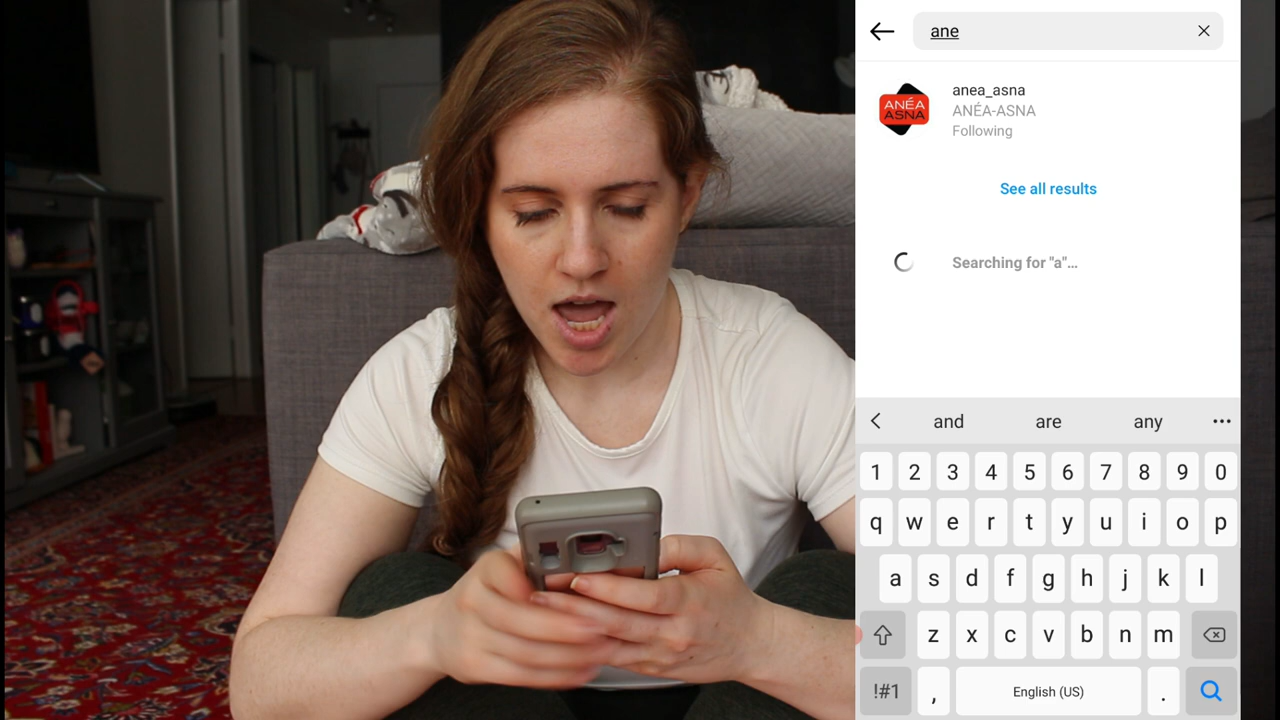 ane
ANÉA
ASNA
anea_asna
ANÉA-ASNA
Following
See all results
Searching for "a"...
and are any
1 2 3 4 5 6 7 8 9 0
q w e r t y u i o p
a s d f g h j k l
z x c v b n m
!#1 , English (US) .